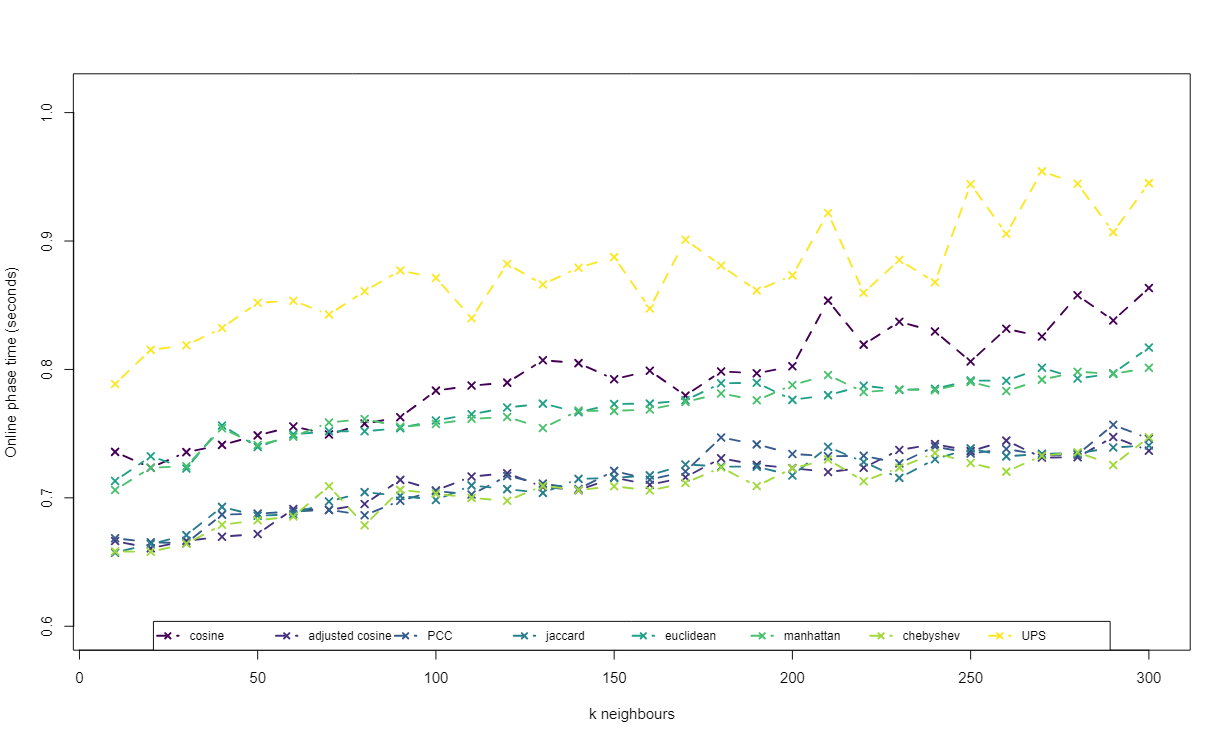 Online phase time (seconds)
1.0
0.9
0.8
0.7
0.6
cosine adjusted cosine PCC jaccard euclidean manhattan chebyshev UPS
0 50 100 150 200 250 300
k neighbours